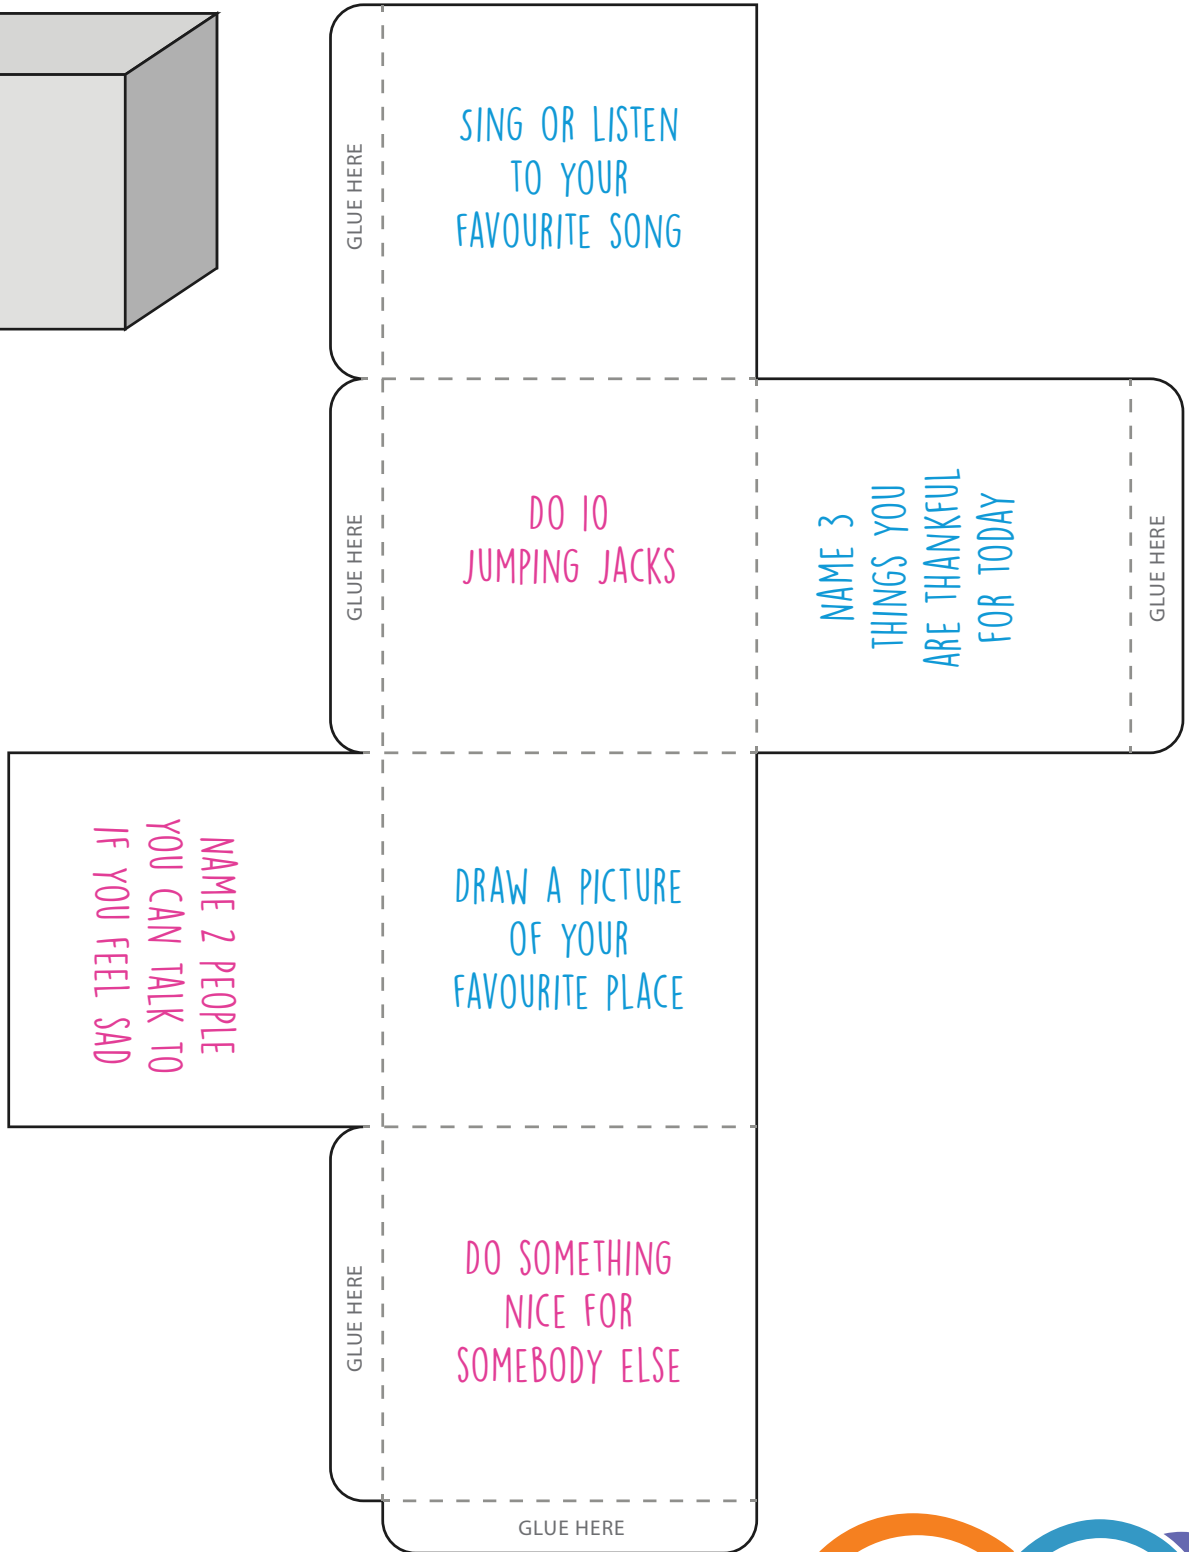 GLUE HERE
SING OR LISTEN
TO YOUR
FAVOURITE SONG
GLUE HERE
DO 10
JUMPING JACKS
NAME 3
THINGS YOU
ARE THANKFUL
FOR TODAY
GLUE HERE
NAME 2 PEOPLE
YOU CAN TALK TO
IF YOU FEEL SAD
DRAW A PICTURE
OF YOUR
FAVOURITE PLACE
GLUE HERE
DO SOMETHING
NICE FOR
SOMEBODY ELSE
GLUE HERE